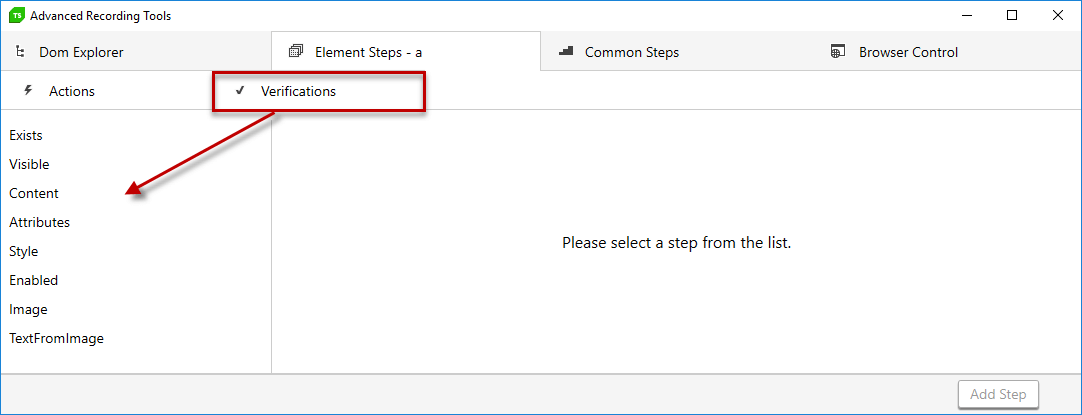 TS Advanced Recording Tools
Dom Explorer Element Steps - a Common Steps Browser Control
Actions Verifications
Exists
Visible
Content
Attributes
Style
Enabled
Image
TextFromImage
Please select a step from the list.
Add Step